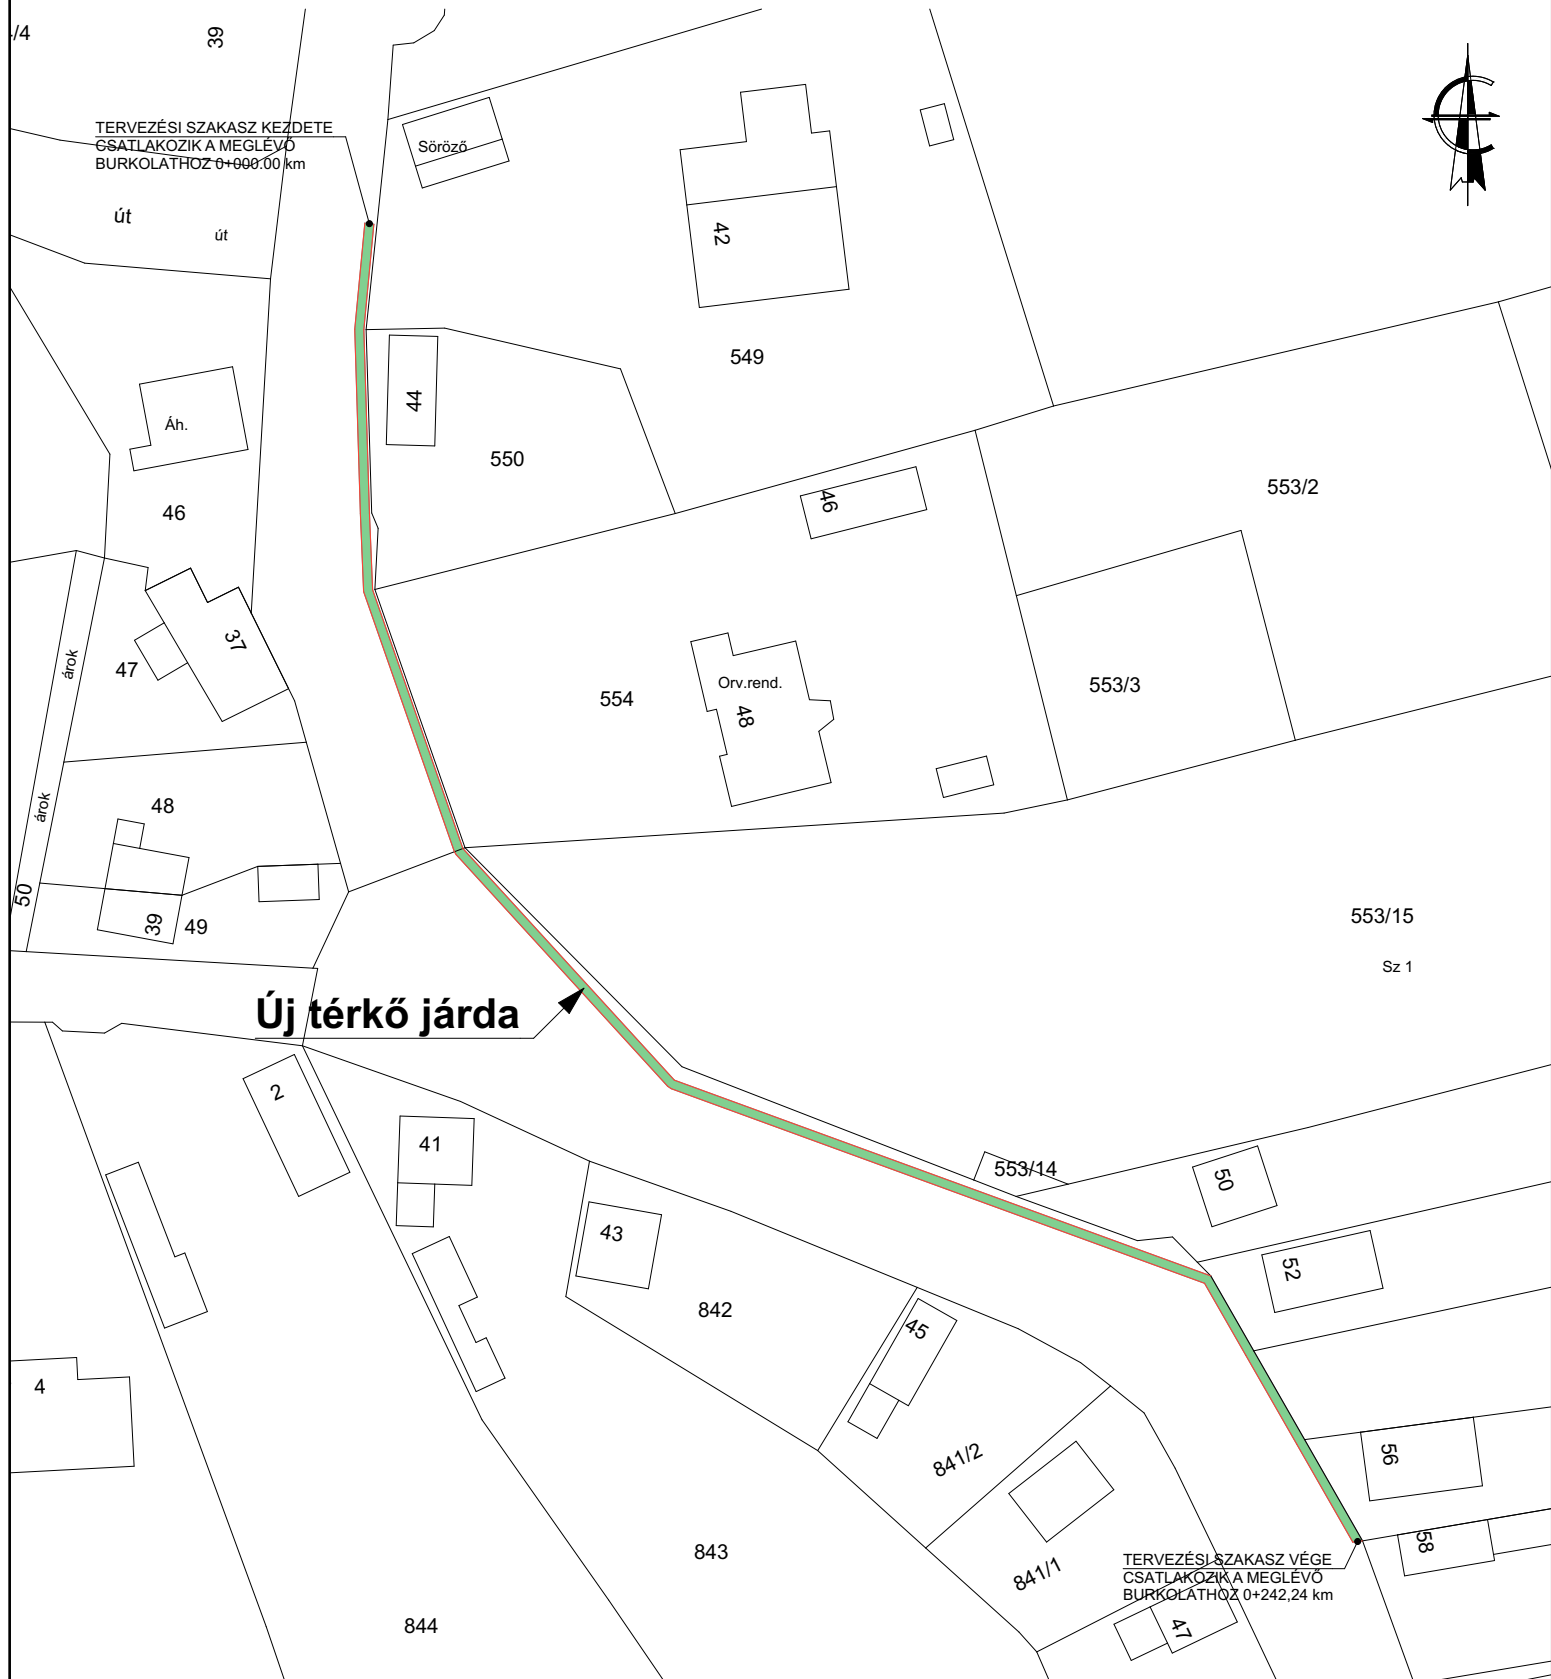 /4
39
TERVEZÉSI SZAKASZ KEZDETE
CSATLAKOZIK A MEGLÉVŐ
BURKOLATHOZ 0+000.00 km
Söröző
út
út
42
549
44
Áh.
550
46
46
553/2
37
47
árok
Orv.rend.
48
554
553/3
48
árok
50
39
49
553/15
Sz 1
Új térkő járda
2
41
553/14
50
43
52
842
45
4
841/2
56
843
841/1
58
TERVEZÉSI SZAKASZ VÉGE
CSATLAKOZIK A MEGLÉVŐ
BURKOLATHOZ 0+242,24 km
844
47